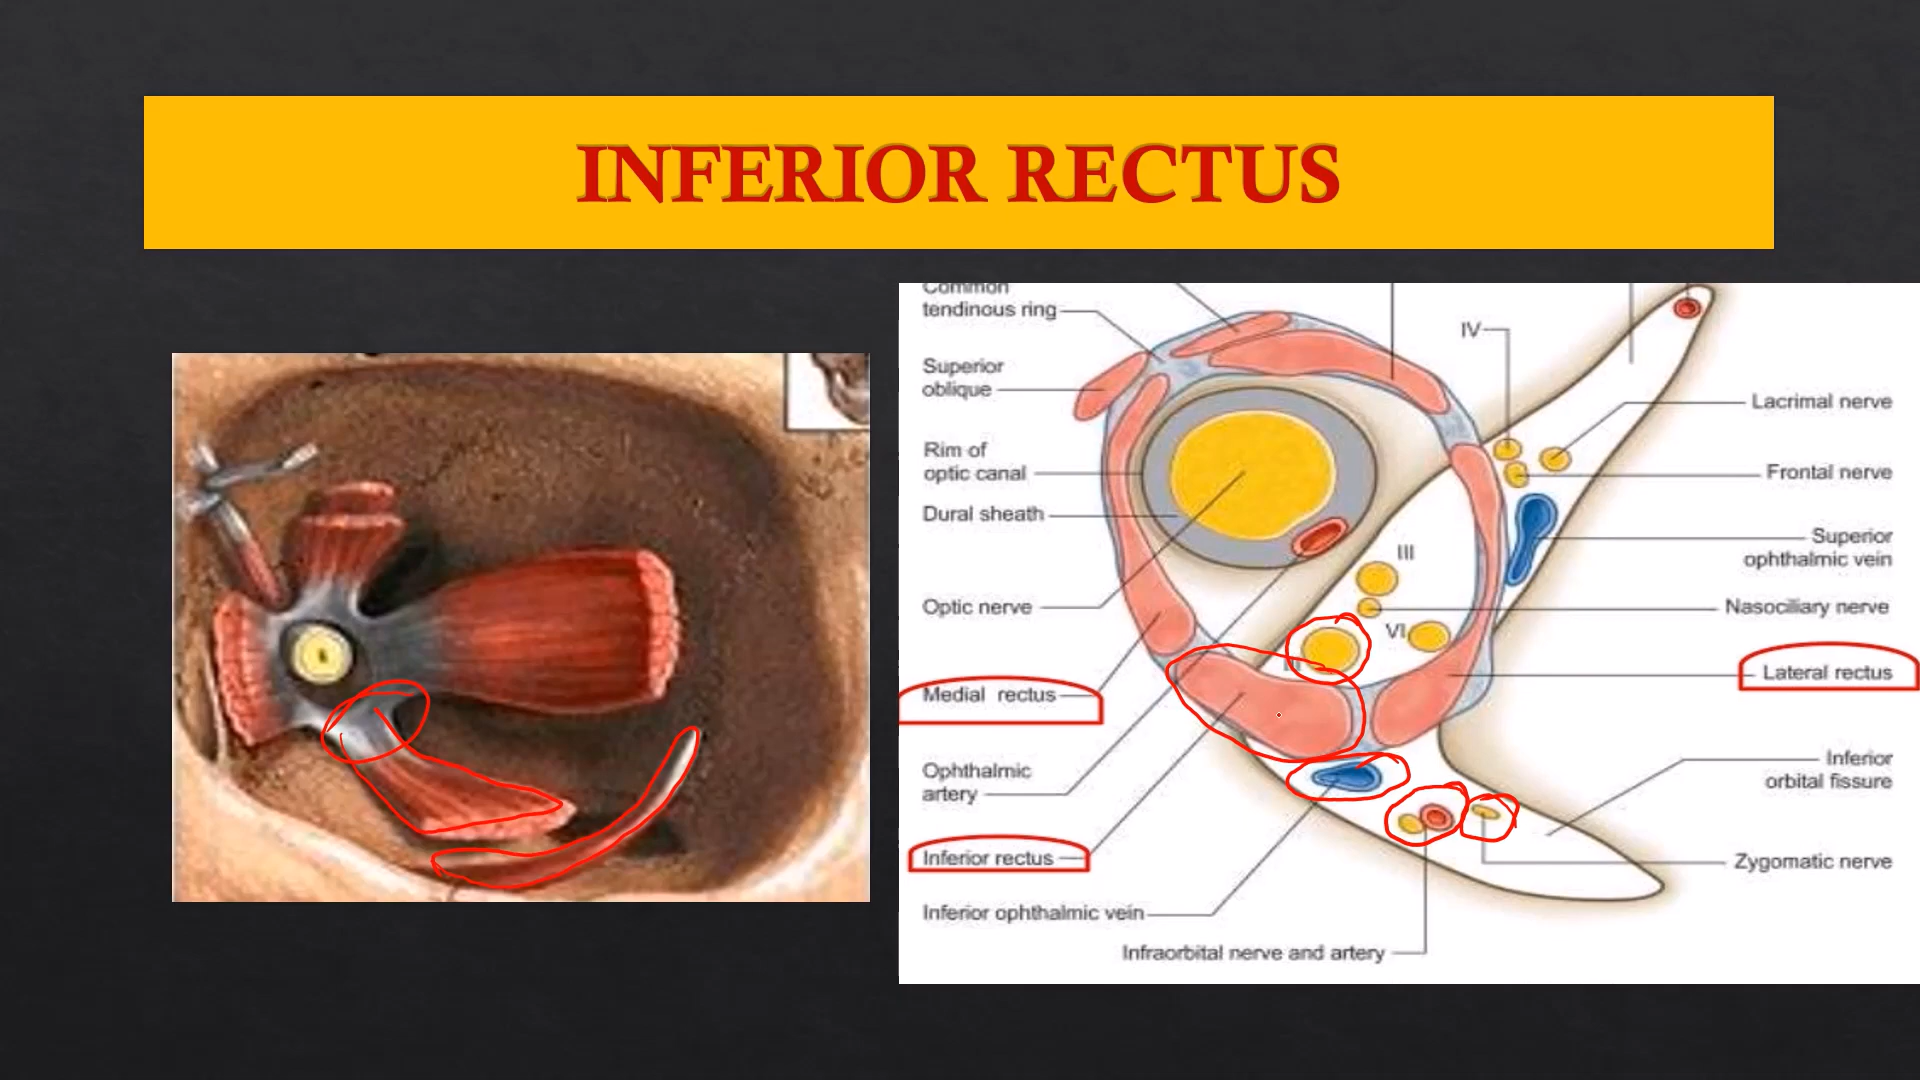 INFERIOR RECTUS
Common
tendinous ring
Superior
oblique
Rim of
optic canal
Dural sheath
Optic nerve
Medial rectus
Ophthalmic
artery
Inferior rectus
Inferior ophthalmic vein
Infraorbital nerve and artery
IV
III
VI
Lacrimal nerve
Frontal nerve
Superior
ophthalmic vein
Nasociliary nerve
Lateral rectus
Inferior
orbital fissure
Zygomatic nerve